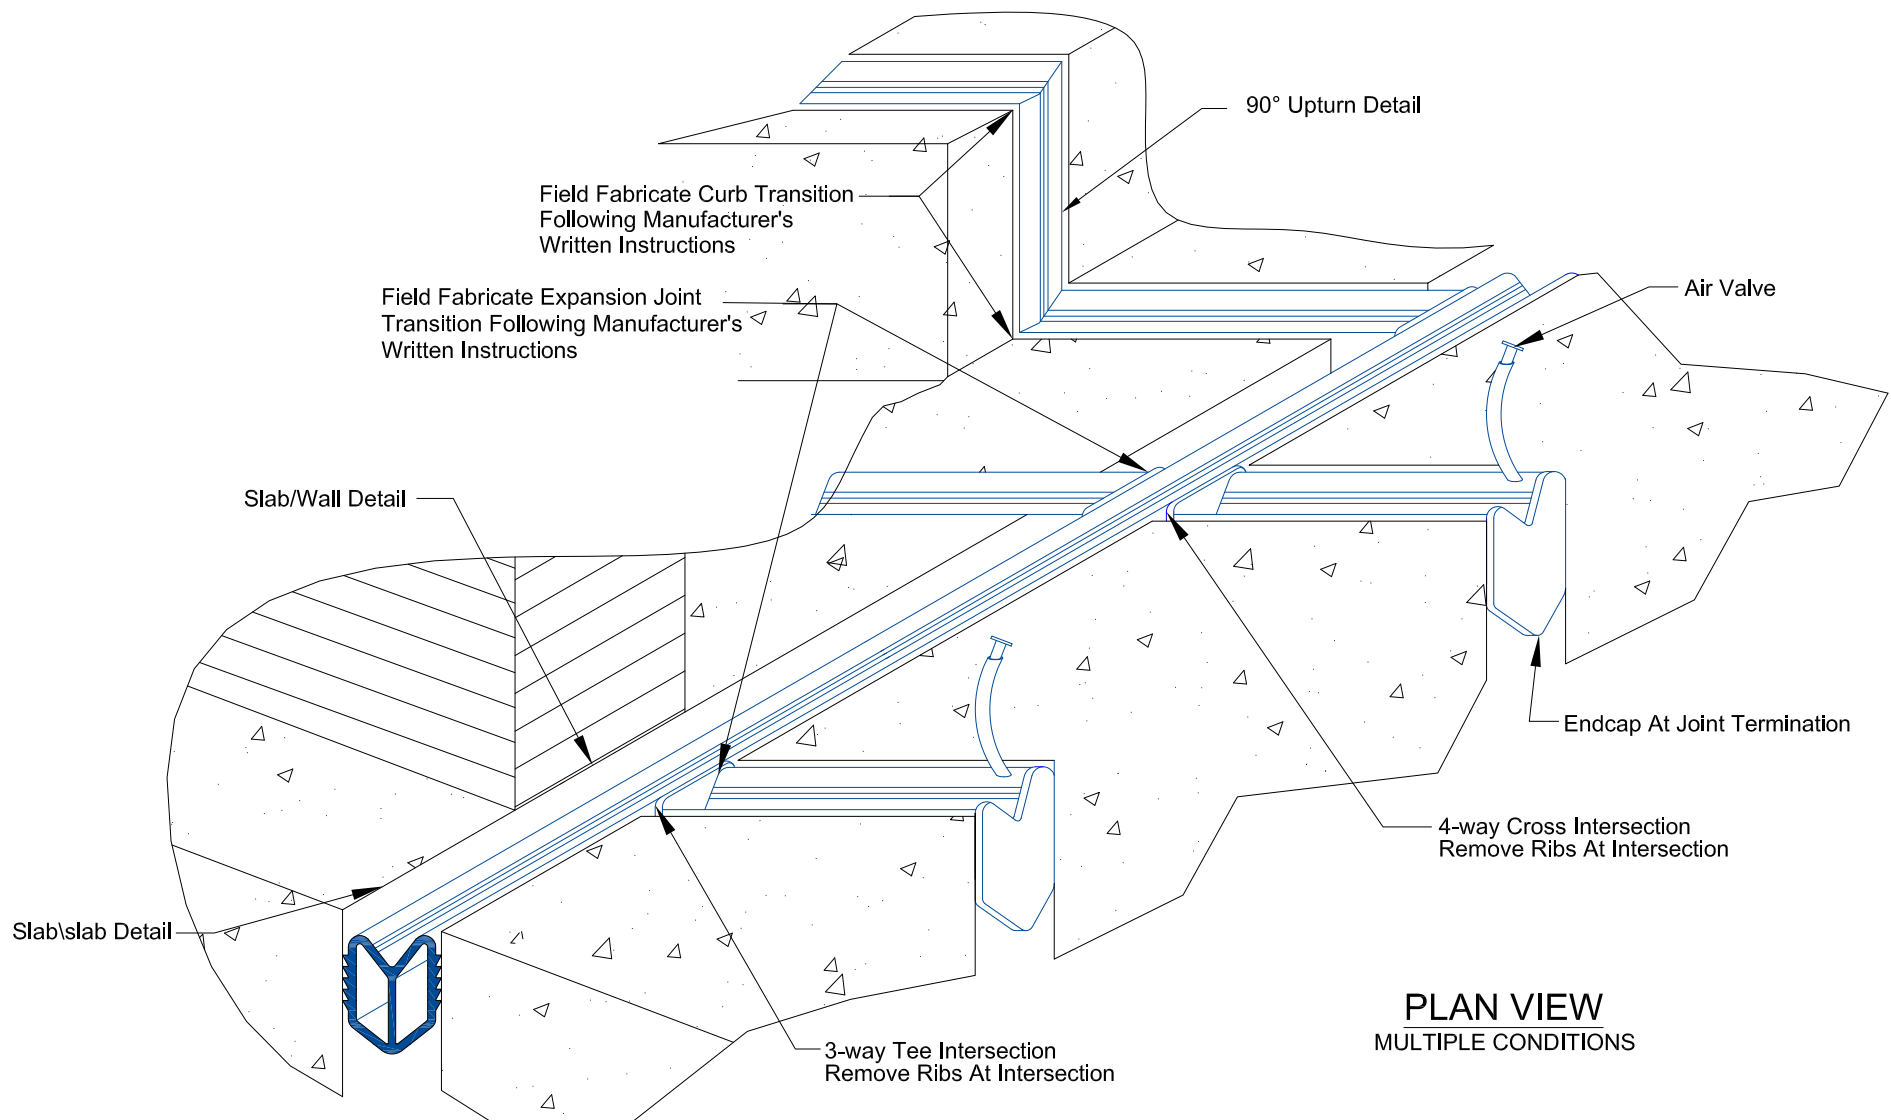 90° Upturn Detail
Field Fabricate Curb Transition
Following Manufacturer's
Written Instructions
Air Valve
Field Fabricate Expansion Joint
Transition Following Manufacturer's
Written Instructions
Slab/Wall Detail
Endcap At Joint Termination
4-way Cross Intersection
Remove Ribs At Intersection
Slab\slab Detail
PLAN VIEW
MULTIPLE CONDITIONS
3-way Tee Intersection
Remove Ribs At Intersection